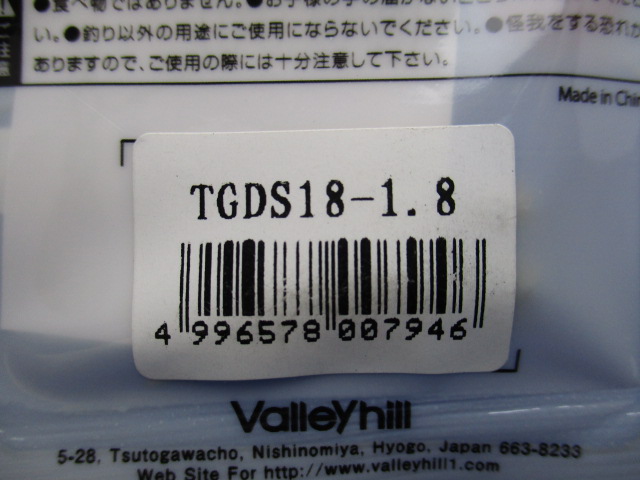 ●食べ物ではありません。●お子様の手の届かない
い。●釣り以外の用途にご使用にならないでください。●怪我をする恐れが
ありますので、ご使用の際には十分注意して下さい。
Made in Chin
TGDS18-1.8
4 996578 007946
Valleyhill
5-28, Tsutogawacho, Nishinomiya, Hyogo, Japan 663-8233
Web Site For http://www.valleyhill1.com